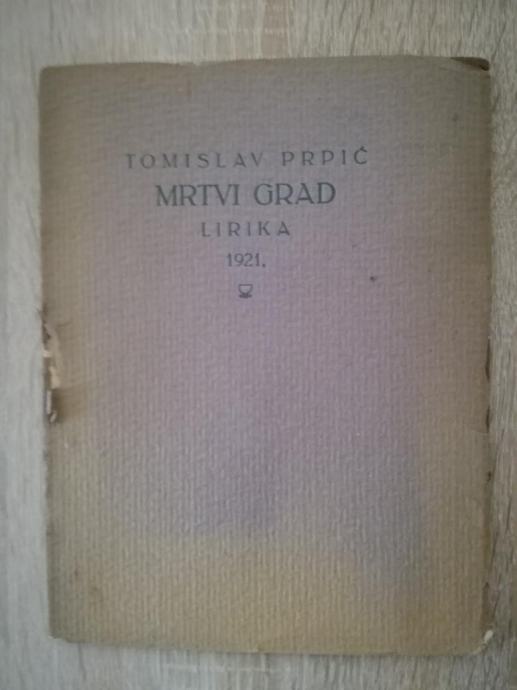 TOMISLAV PRPIĆ
MRTVI GRAD
LIRIKA
1921.